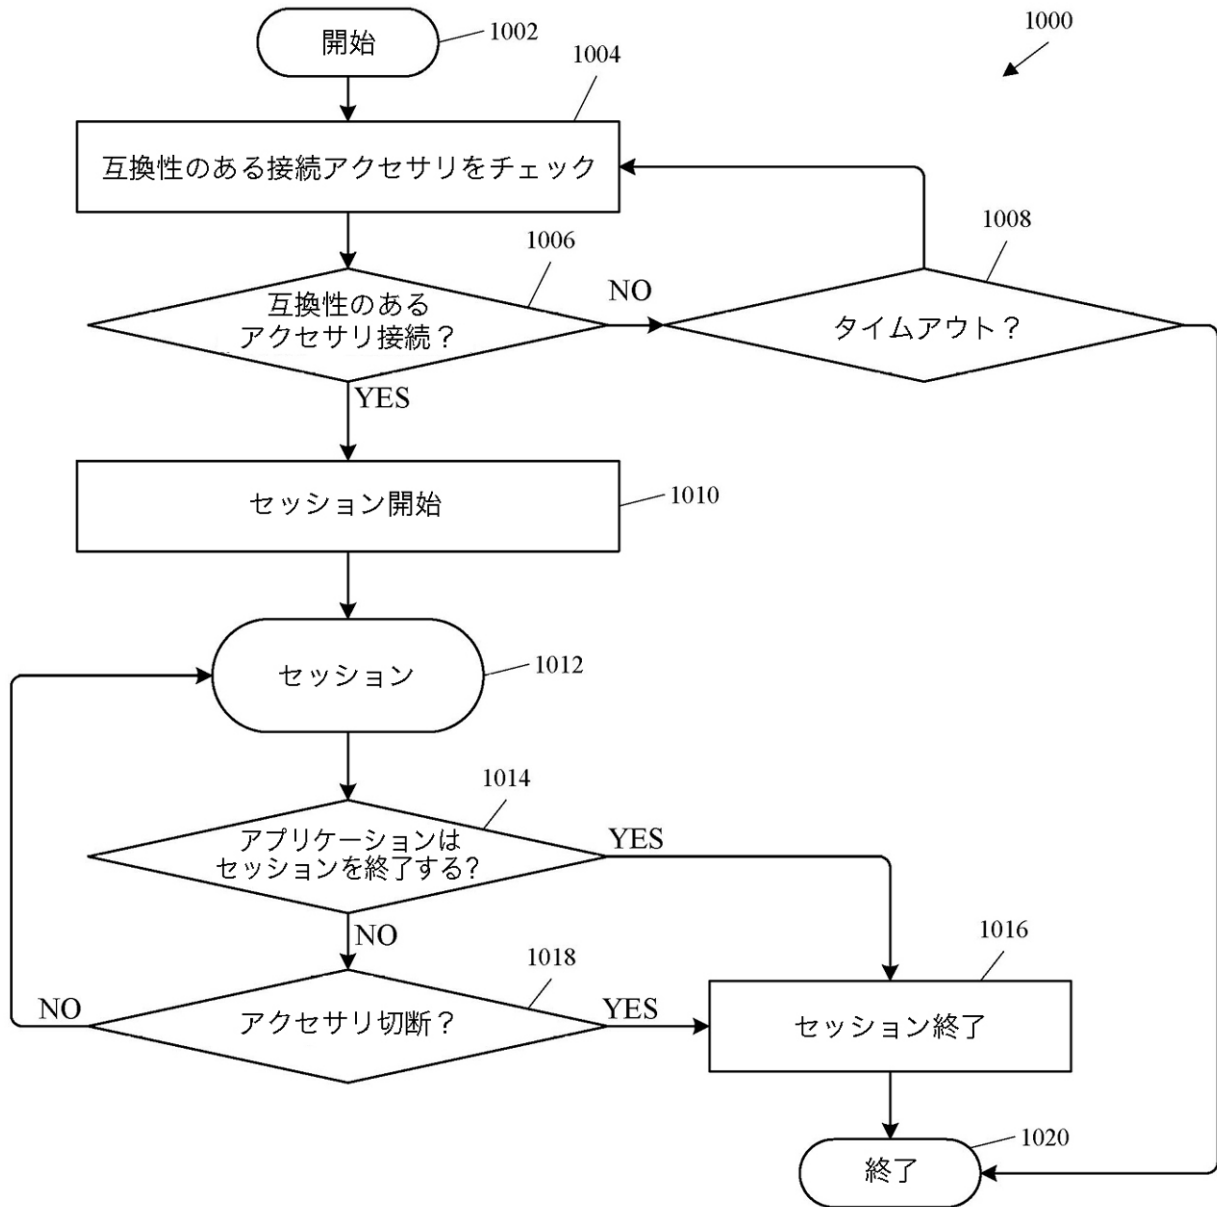 開始
1002
1000
1004
互換性のある接続アクセサリをチェック
1006
互換性のある
アクセサリ接続？
NO
1008
タイムアウト？
YES
セッション開始
1010
セッション
1012
1014
アプリケーションは
セッションを終了する?
YES
NO
1018
アクセサリ切断？
NO
YES
1016
セッション終了
1020
終了